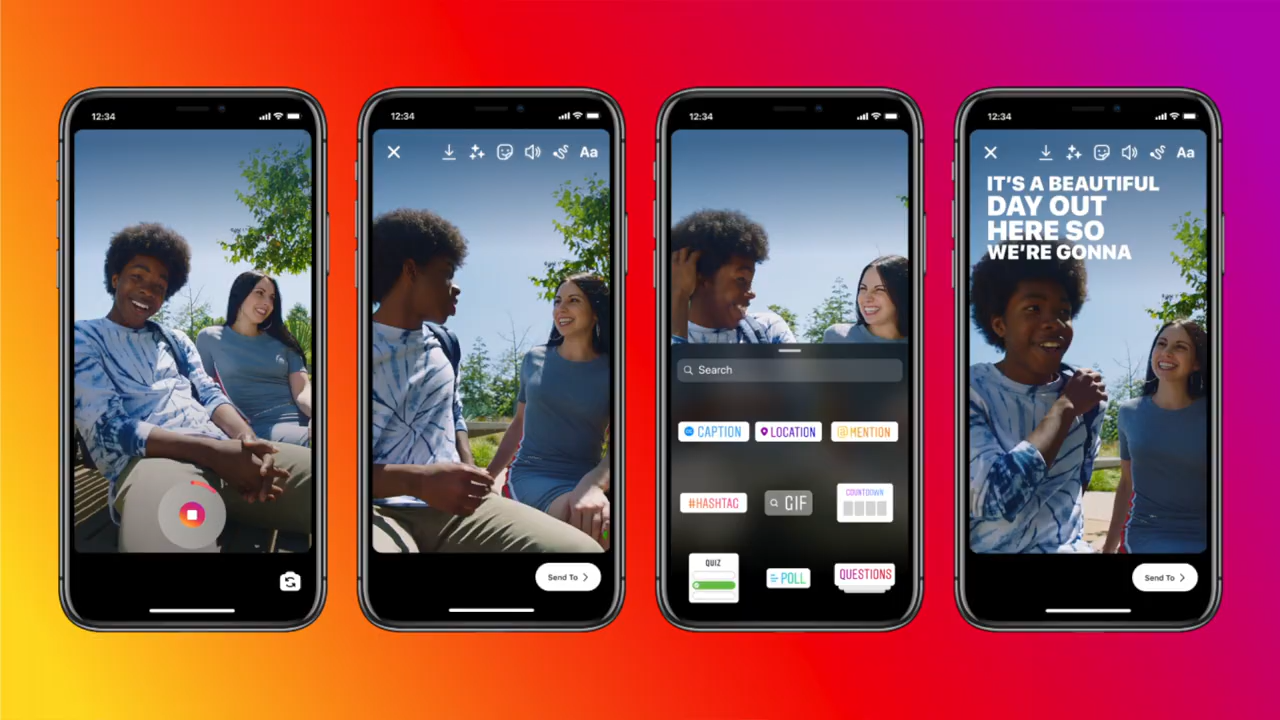 12:34
12:34
Aa
Send To
12:34
Search
CAPTION
LOCATION
@MENTION
#HASHTAG
GIF
COUNTDOWN
QUIZ
POLL
QUESTIONS
12:34
Aa
IT'S A BEAUTIFUL
DAY OUT
HERE SO
WE'RE GONNA
Send To